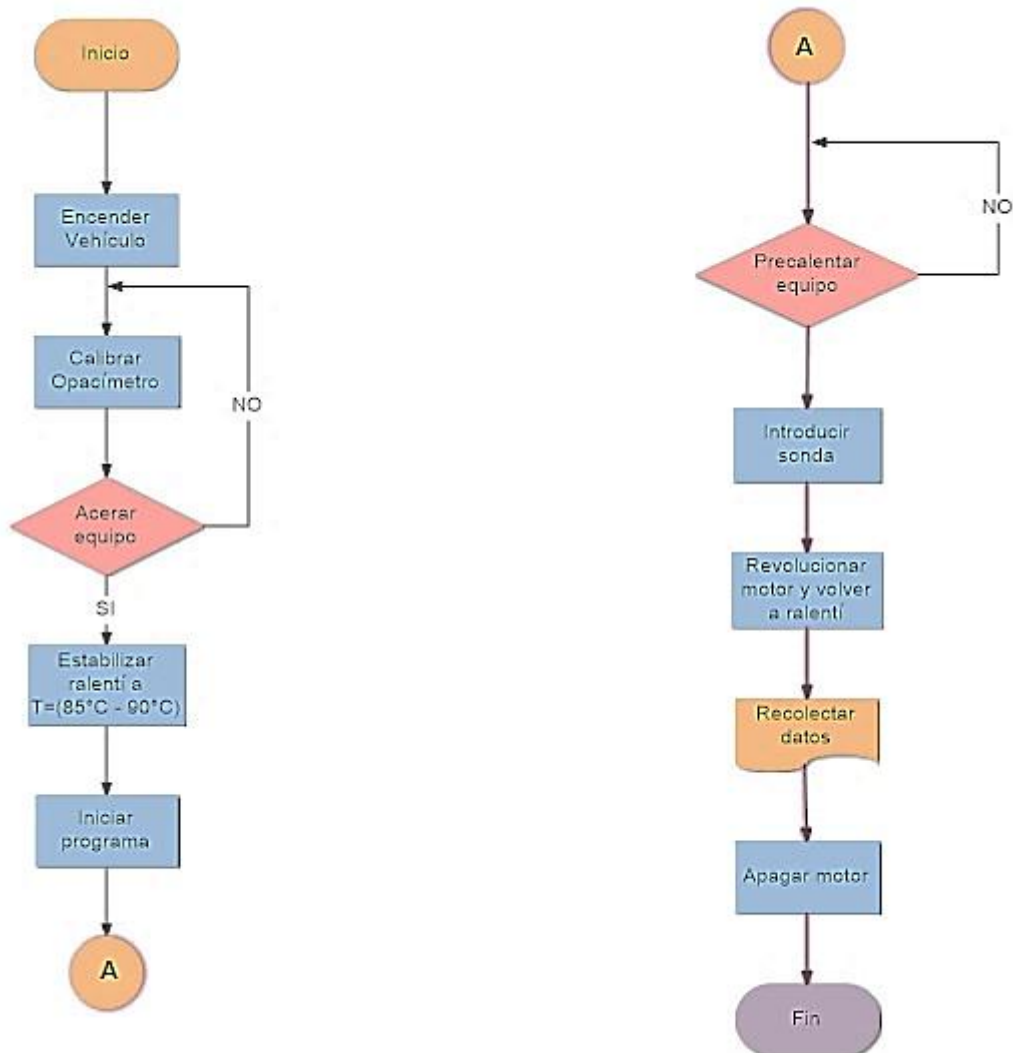 Inicio
Encender
Vehículo
Calibrar
Opacímetro
NO
Acerar
equipo
SI
Estabilizar
ralentí a
T=(85°C - 90°C)
Iniciar
programa
A
A
NO
Precalentar
equipo
Introducir
sonda
Revolucionar
motor y volver
a ralentí
Recolectar
datos
Apagar motor
Fin